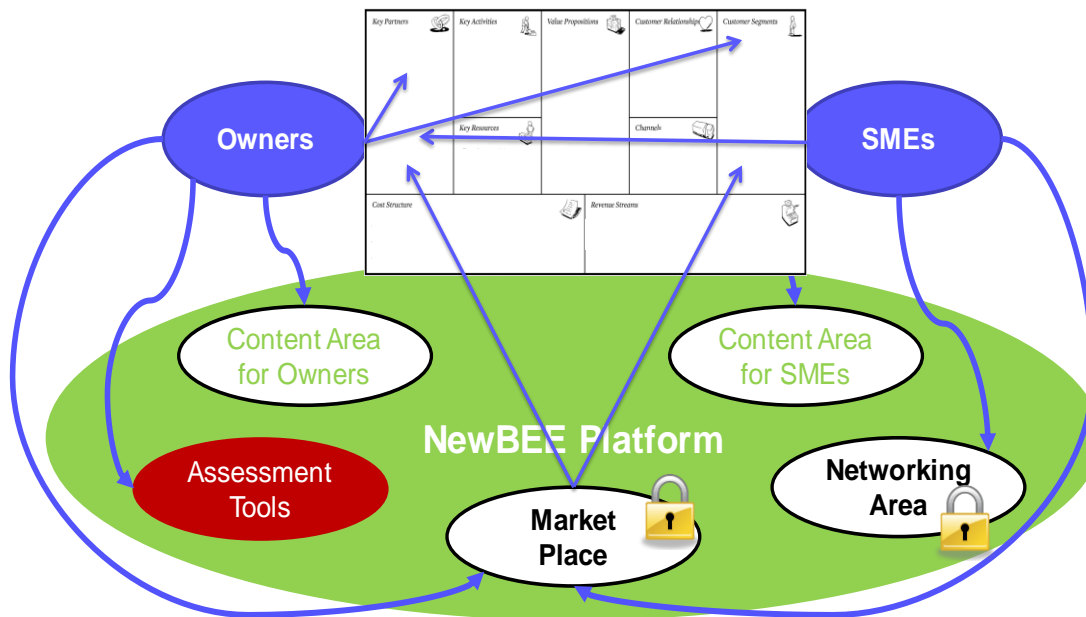 Key Partners
Key Activities
Value Propositions
Customer Relationships
Customer Segments
Owners
Key Resources
Channels
SMEs
Cost Structure
Revenue Streams
Content Area
for Owners
Content Area
for SMEs
NewBEE Platform
Assessment
Tools
Networking
Area
Market
Place